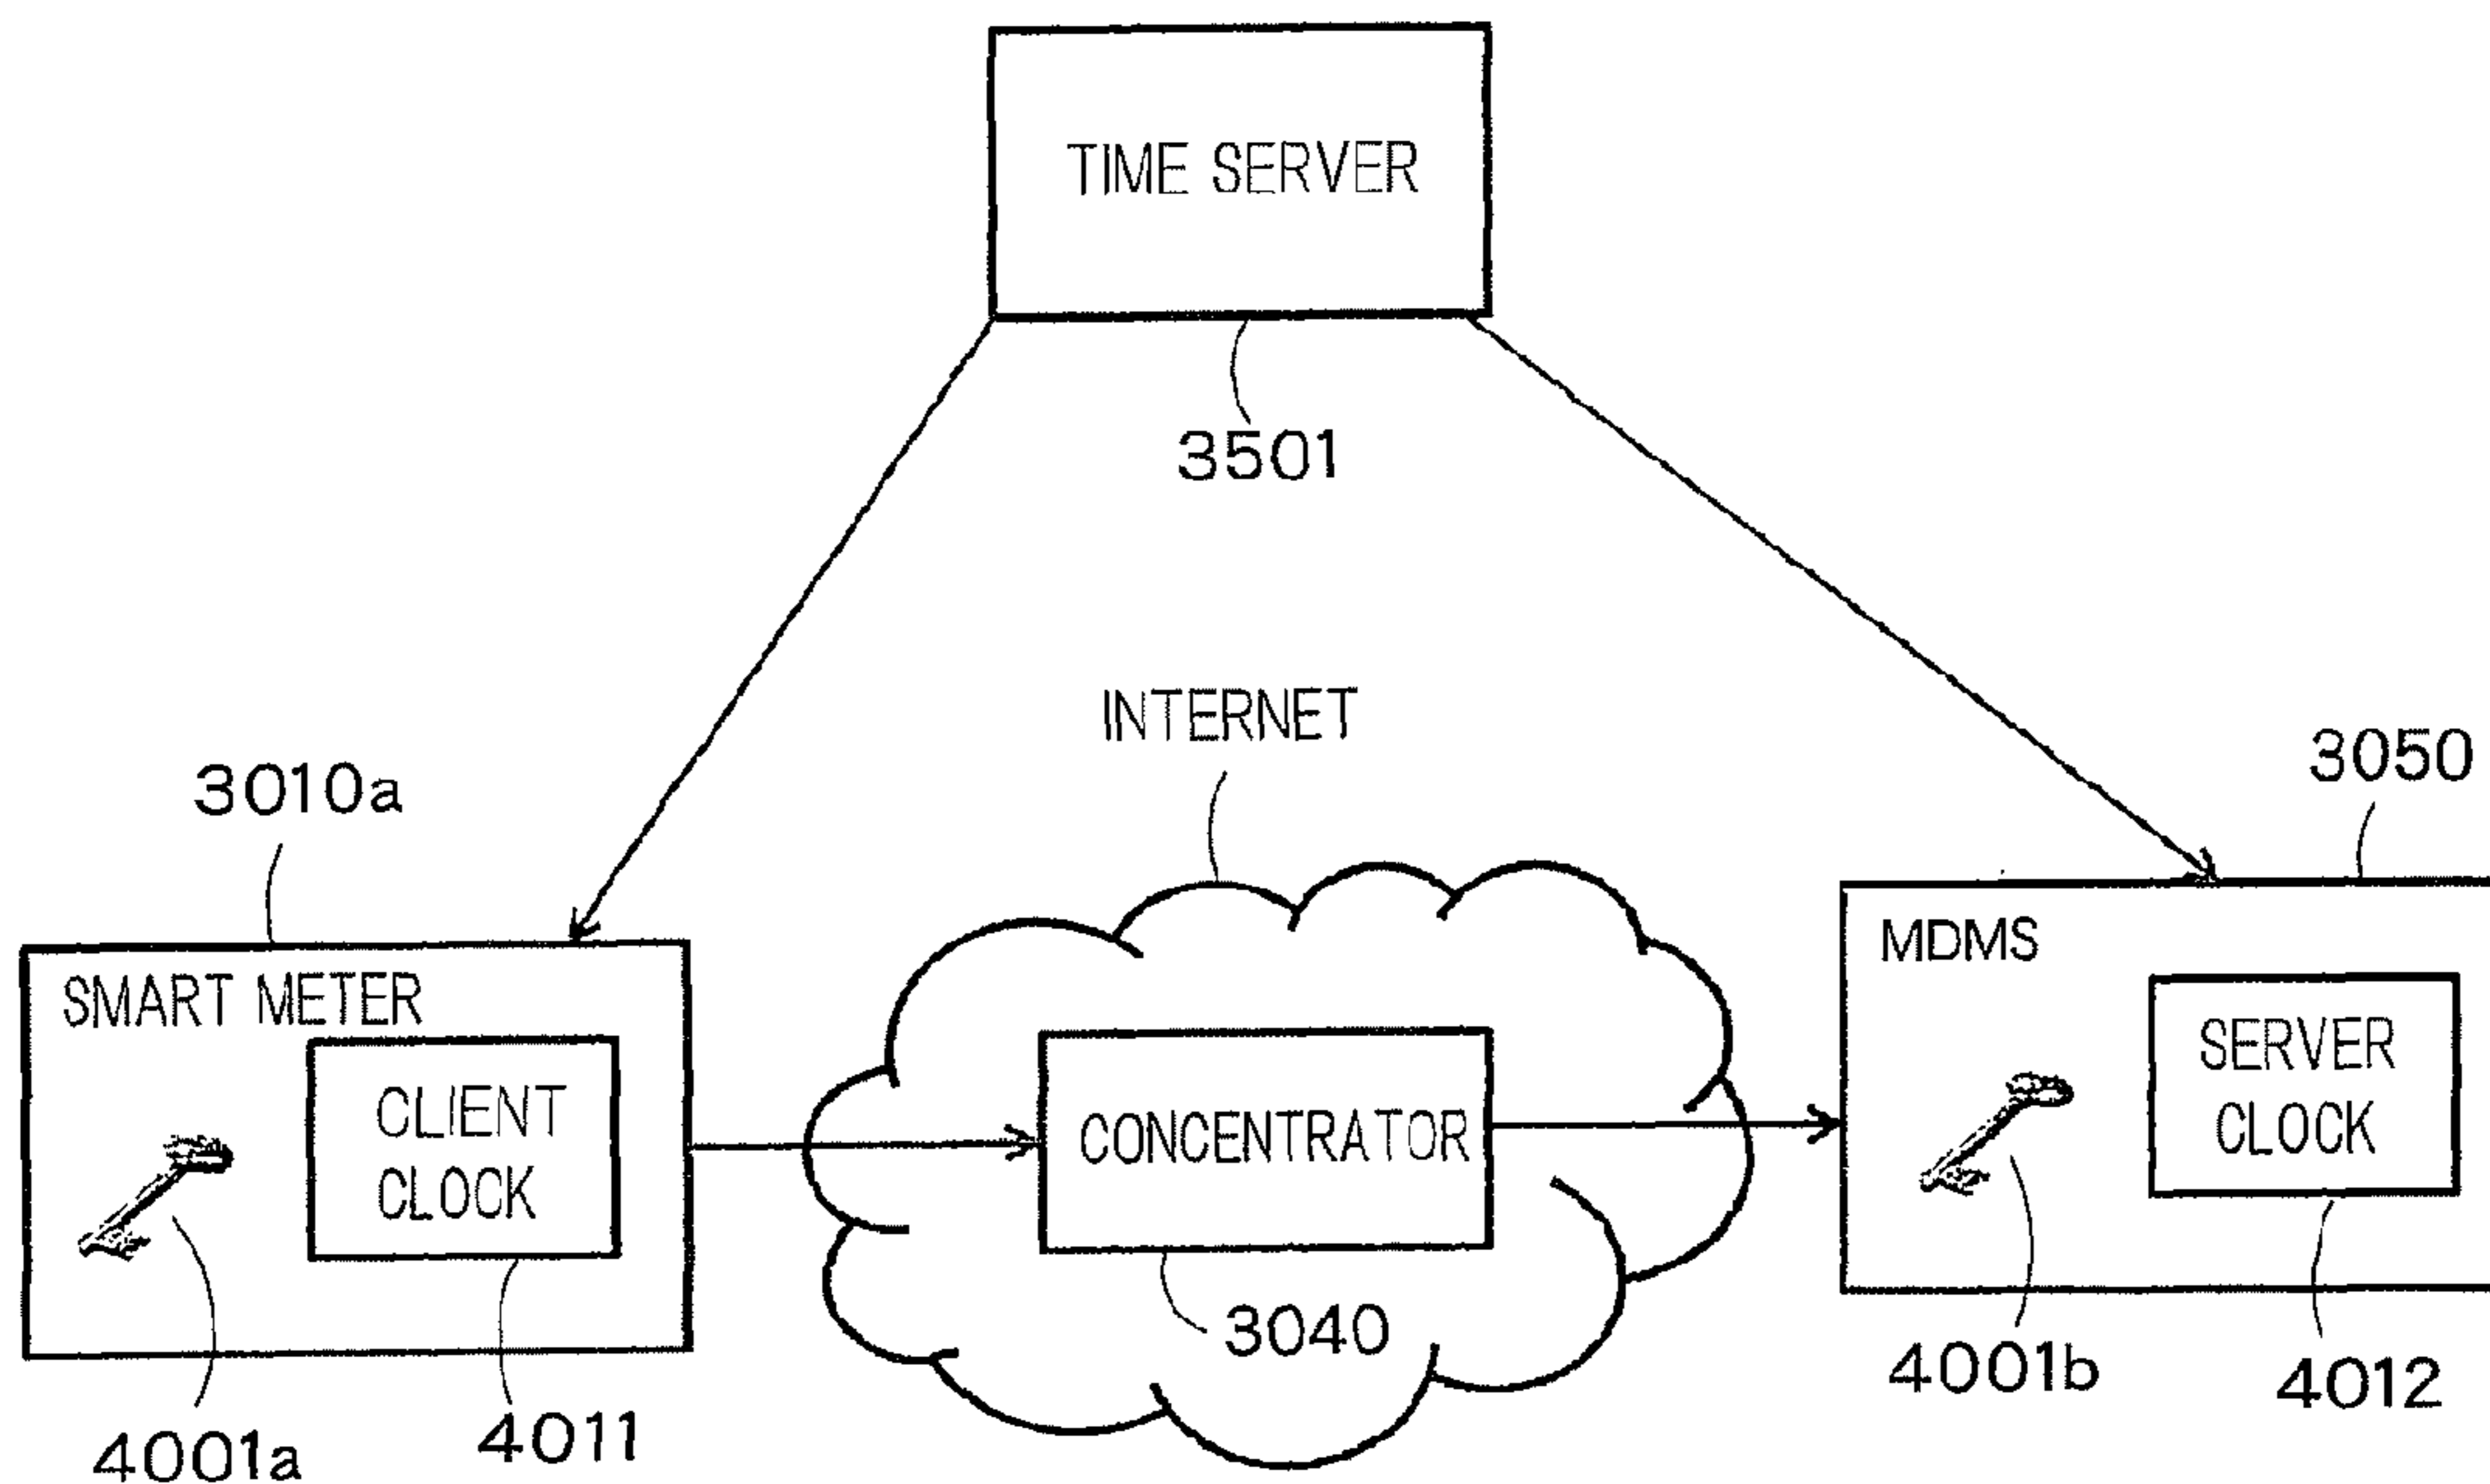 TIME SERVER
3501
INTERNET
3010a
3050
SMART METER
CLIENT
CLOCK
CONCENTRATOR
MDMS
SERVER
CLOCK
3040
4001a
4011
4001b
4012